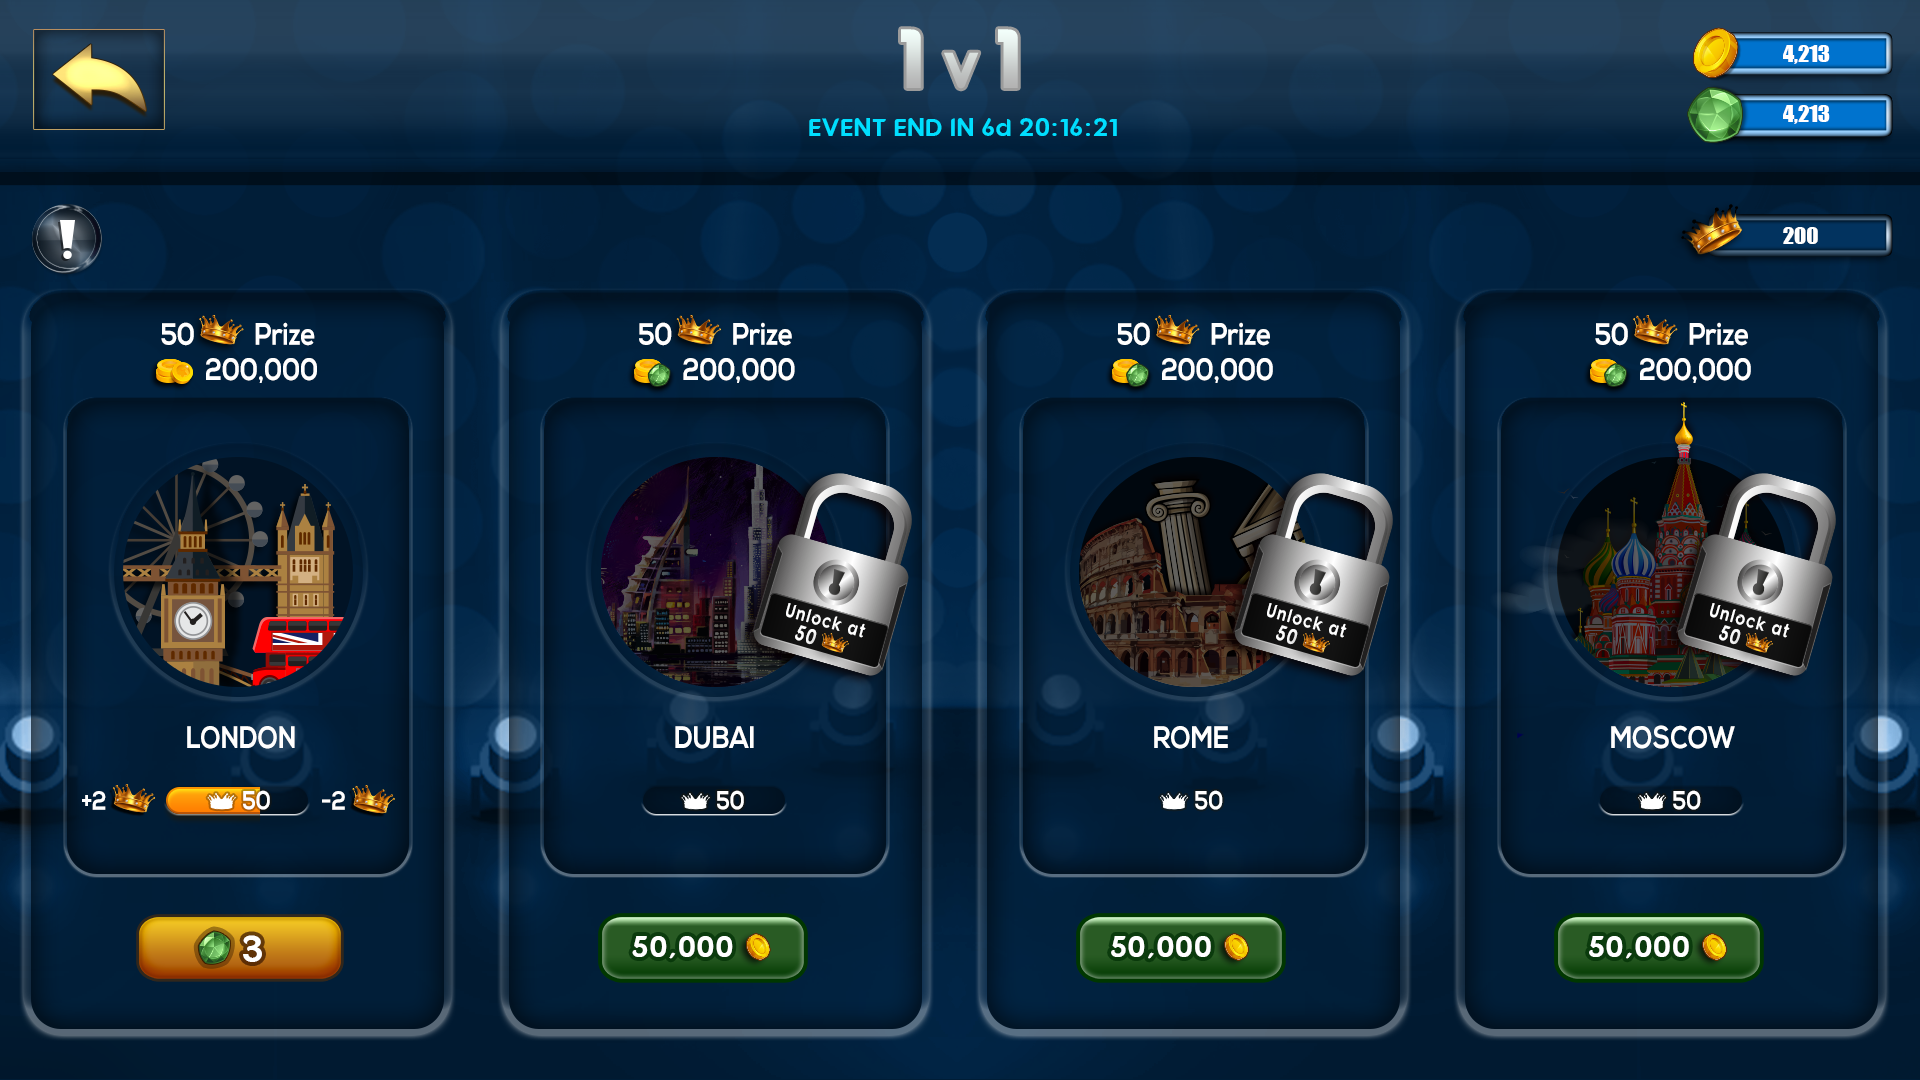 1v1
EVENT END IN 6d 20:16:21
4,213
4,213
!
200
50 Prize
200,000
LONDON
+2 50 -2
3
50 Prize
200,000
Unlock at
50
DUBAI
50
50,000
50 Prize
200,000
Unlock at
50
ROME
50
50,000
50 Prize
200,000
Unlock at
50
MOSCOW
50
50,000